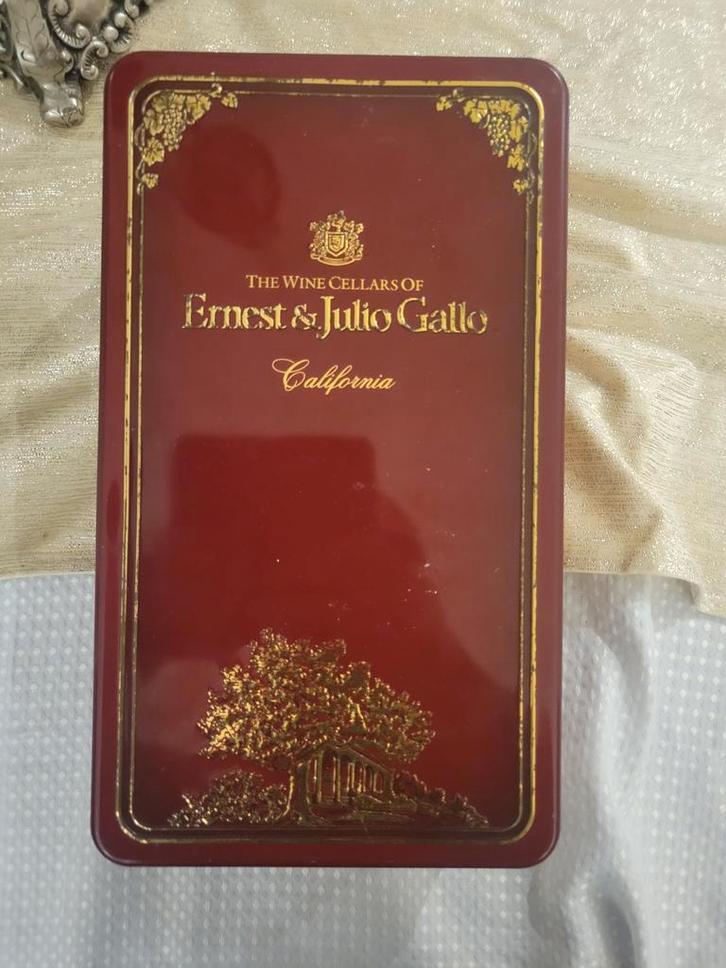 THE WINE CELLARS OF
Ernest & Julio Gallo
California